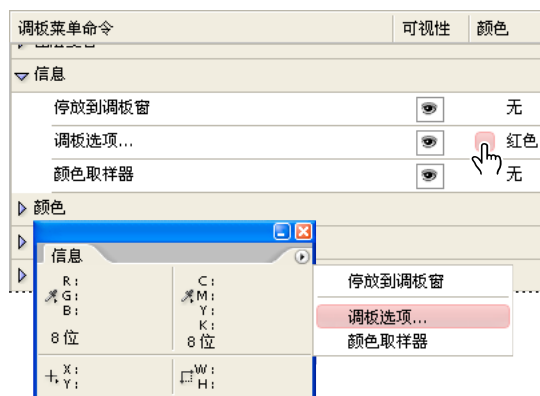 调板菜单命令 可视性 颜色
信息
停放到调板窗 无
调板选项... 红色
颜色取样器 无
颜色
信息
R: C:
G: M:
B: Y:
K:
8位 8位
X: W:
Y: H:
停放到调板窗
调板选项...
颜色取样器